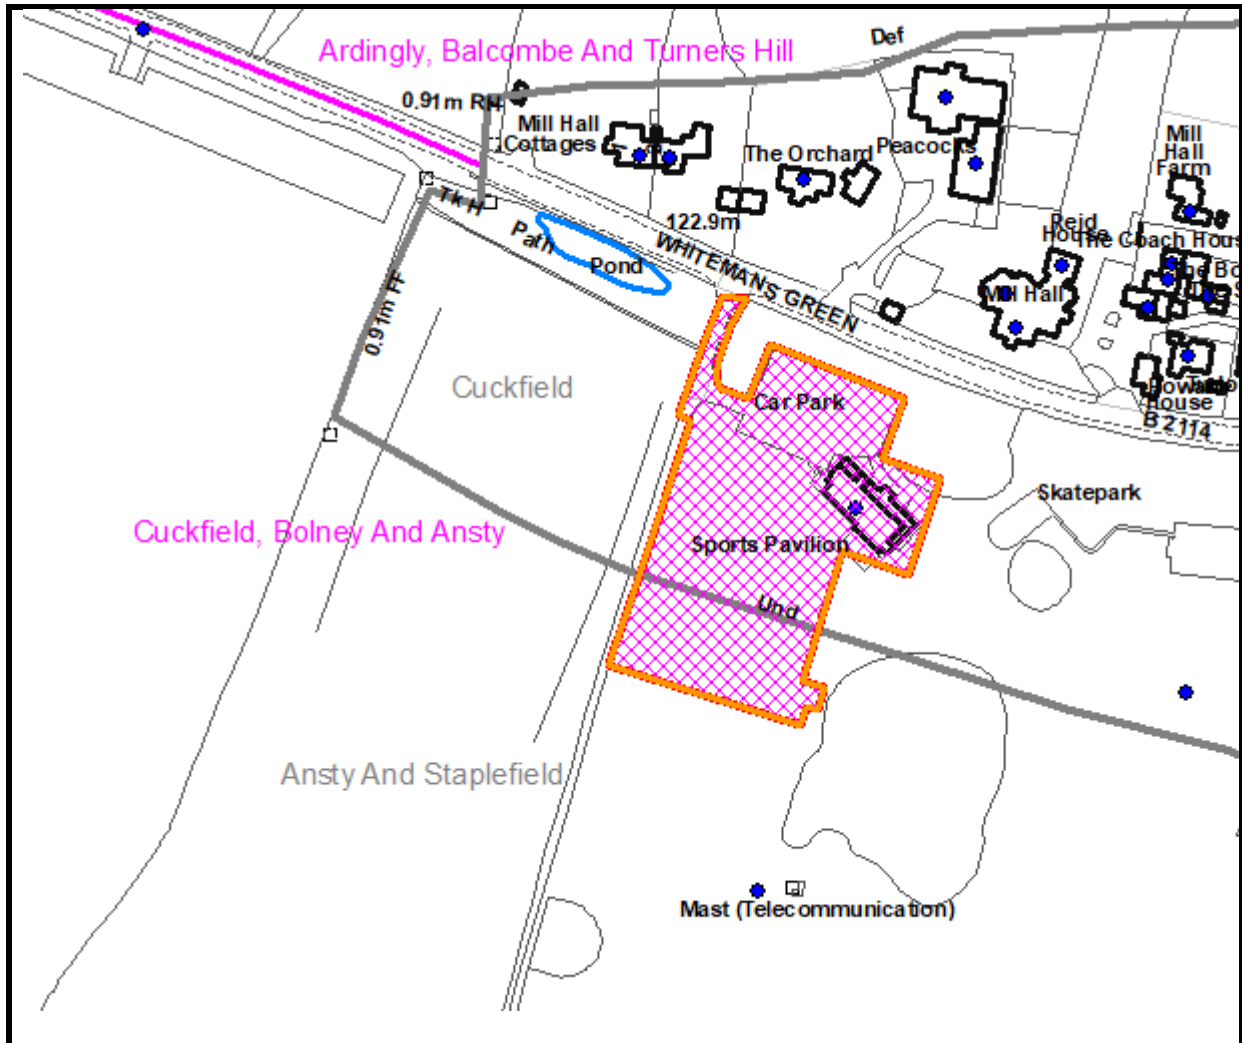 Ardingly, Balcombe And Turners Hill
Def
0.91m RH
Mill Hall
Cottages
The Orchard
Peacocks
Mill
Hall
Farm
Tk H
Path
Pond
122.9m
WHITEMANS GREEN
Reid
House
The Coach Hous
Mill Hall
0.91m FF
Cuckfield
Car Park
House
B 2114
Skatepark
Cuckfield, Bolney And Ansty
Sports Pavilion
Und
Ansty And Staplefield
Mast (Telecommunication)